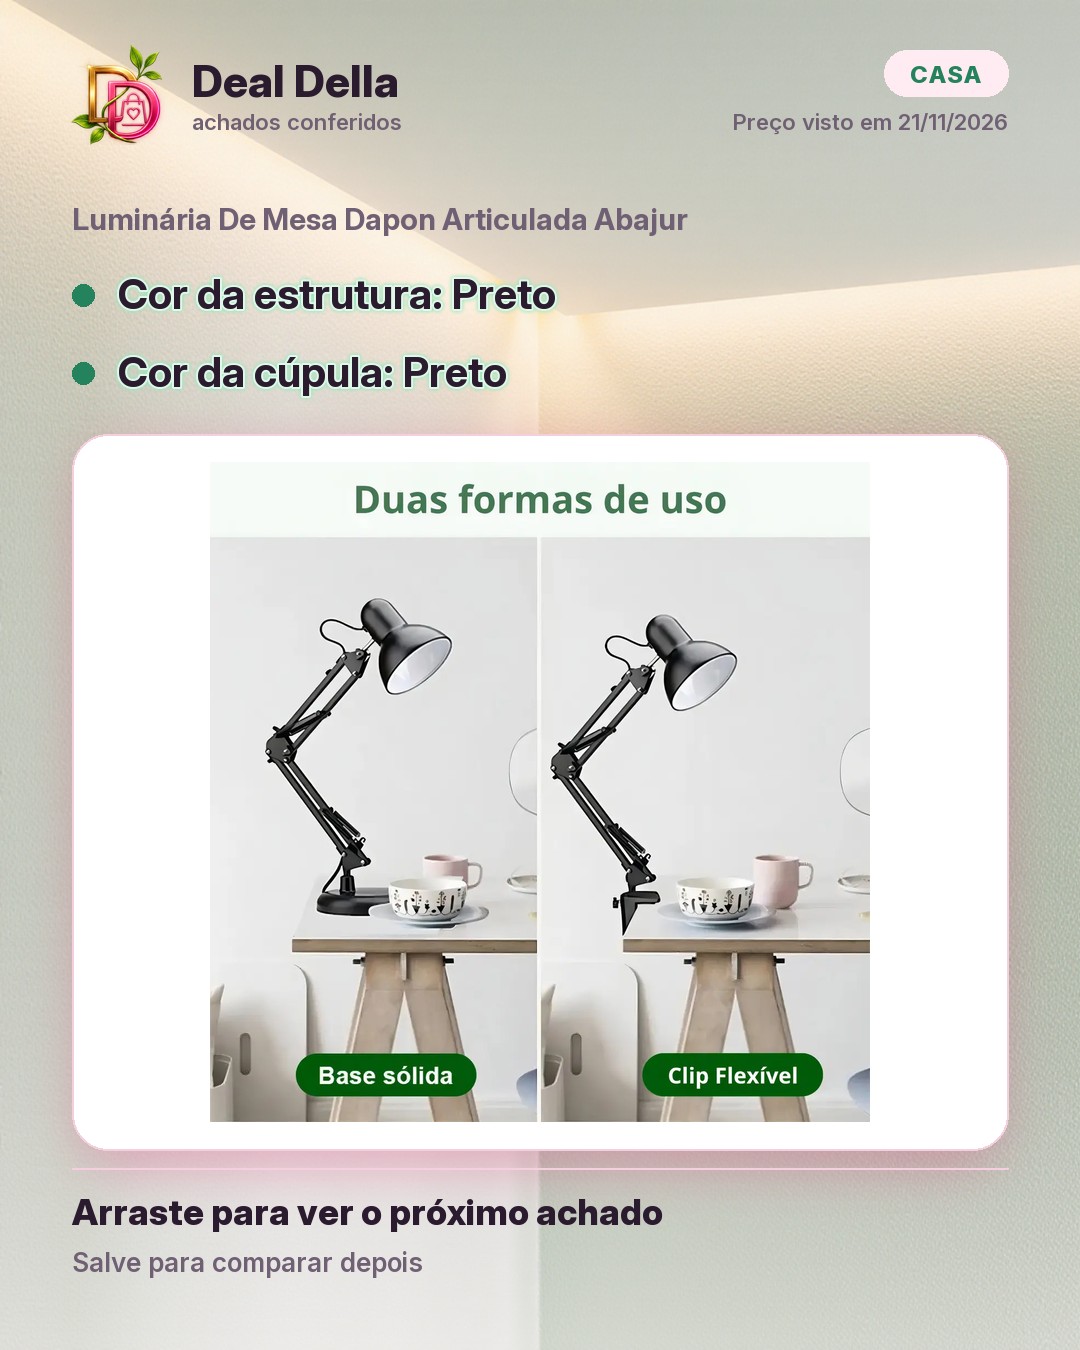 Deal Della
achados conferidos
CASA
Preço visto em 21/11/2026
Luminária De Mesa Dapon Articulada Abajur
Cor da estrutura: Preto
Cor da cúpula: Preto
Duas formas de uso
Base sólida
Clip Flexível
Arraste para ver o próximo achado
Salve para comparar depois